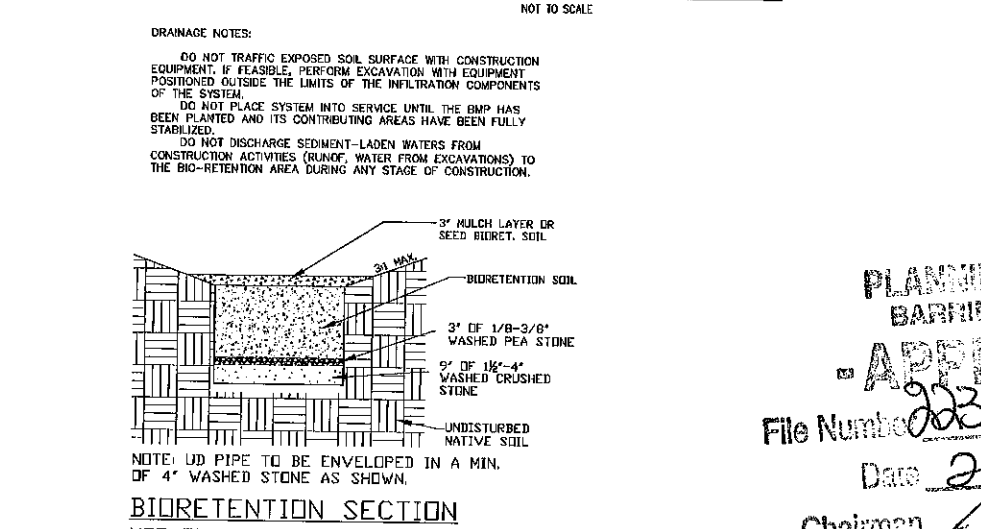 NOT TO SCALE
DRAINAGE NOTES:
DO NOT TRAFFIC EXPOSED SOIL SURFACE WITH CONSTRUCTION
EQUIPMENT. IF FEASIBLE, PERFORM EXCAVATION WITH EQUIPMENT
POSITIONED OUTSIDE THE LIMITS OF THE INFILTRATION COMPONENTS
OF THE SYSTEM.
DO NOT PLACE SYSTEM INTO SERVICE UNTIL THE BMP HAS
BEEN PLANTED AND ITS CONTRIBUTING AREAS HAVE BEEN FULLY
STABILIZED.
DO NOT DISCHARGE SEDIMENT-LADEN WATERS FROM
CONSTRUCTION ACTIVITIES (RUNOF, WATER FROM EXCAVATIONS) TO
THE BIO-RETENTION AREA DURING ANY STAGE OF CONSTRUCTION.
3" MULCH LAYER OR
SEED BIORET. SOIL
3:1 MAX.
BIORETENTION SOIL
3" OF 1/8-3/8"
WASHED PEA STONE
9" OF 1½"-4"
WASHED CRUSHED
STONE
UNDISTURBED
NATIVE SOIL
NOTE: UD PIPE TO BE ENVELOPED IN A MIN.
OF 4" WASHED STONE AS SHOWN.
BIORETENTION SECTION
File Number 223
Date 2
Chairman